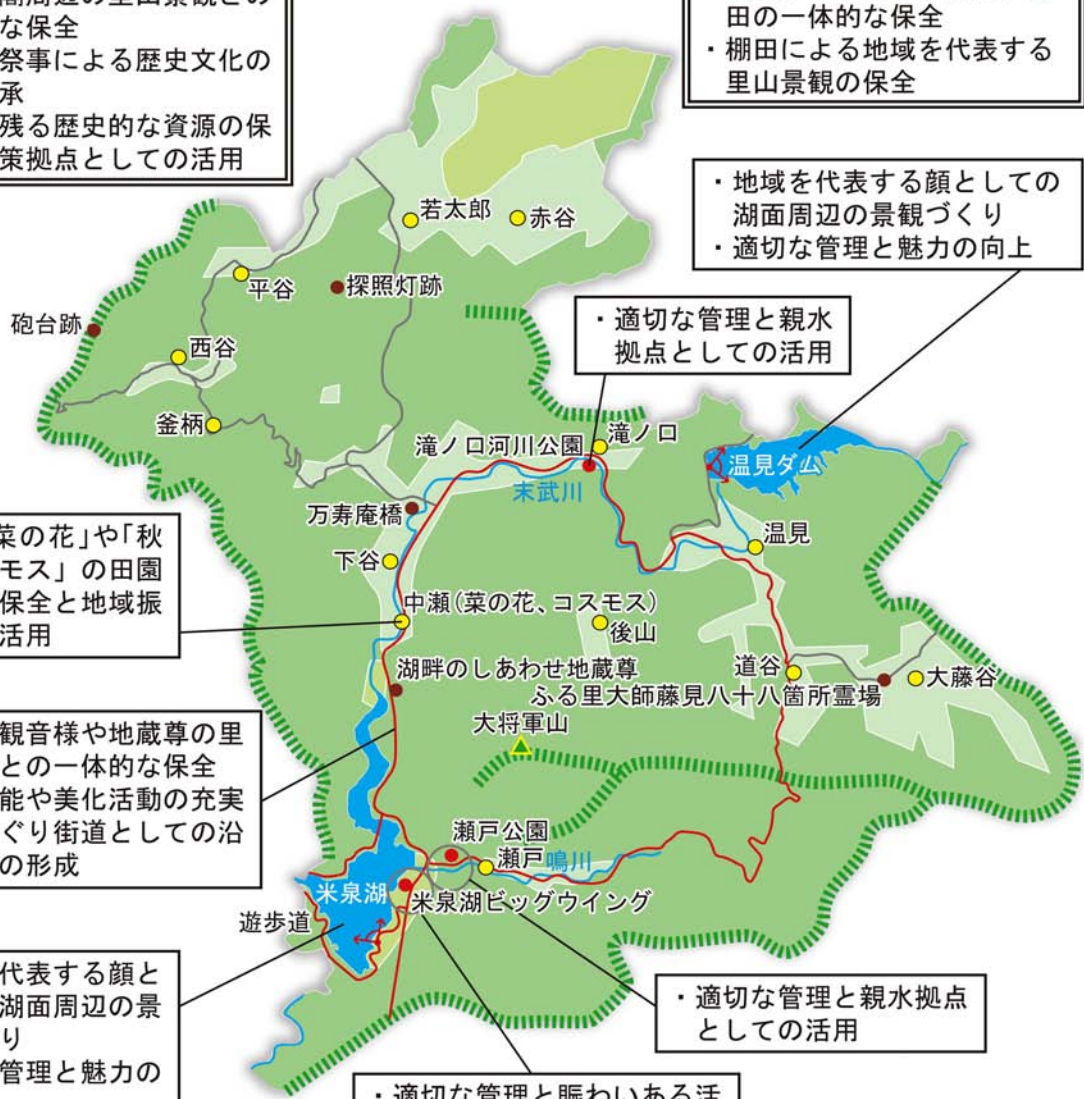 な保全
祭事による歴史文化の
承
残る歴史的な資源の保
策拠点としての活用
田の一体的な保全
・棚田による地域を代表する
里山景観の保全
・地域を代表する顔としての
湖面周辺の景観づくり
・適切な管理と魅力の向上
・適切な管理と親水
拠点としての活用
若太郎
赤谷
平谷
探照灯跡
砲台跡
西谷
釜柄
滝ノ口河川公園
滝ノ口
末武川
温見ダム
万寿庵橋
温見
下谷
菜の花」や「秋
モス」の田園
保全と地域振
活用
中瀬(菜の花、コスモス)
後山
湖畔のしあわせ地蔵尊
道谷
大藤谷
ふる里大師藤見八十八箇所霊場
大将軍山
観音様や地蔵尊の里
との一体的な保全
能や美化活動の充実
ぐり街道としての沿
の形成
瀬戸公園
瀬戸
鳴川
米泉湖
米泉湖ビッグウイング
遊歩道
代表する顔と
湖面周辺の景
り
管理と魅力の
・適切な管理と親水拠点
としての活用
・適切な管理と賑わいある活